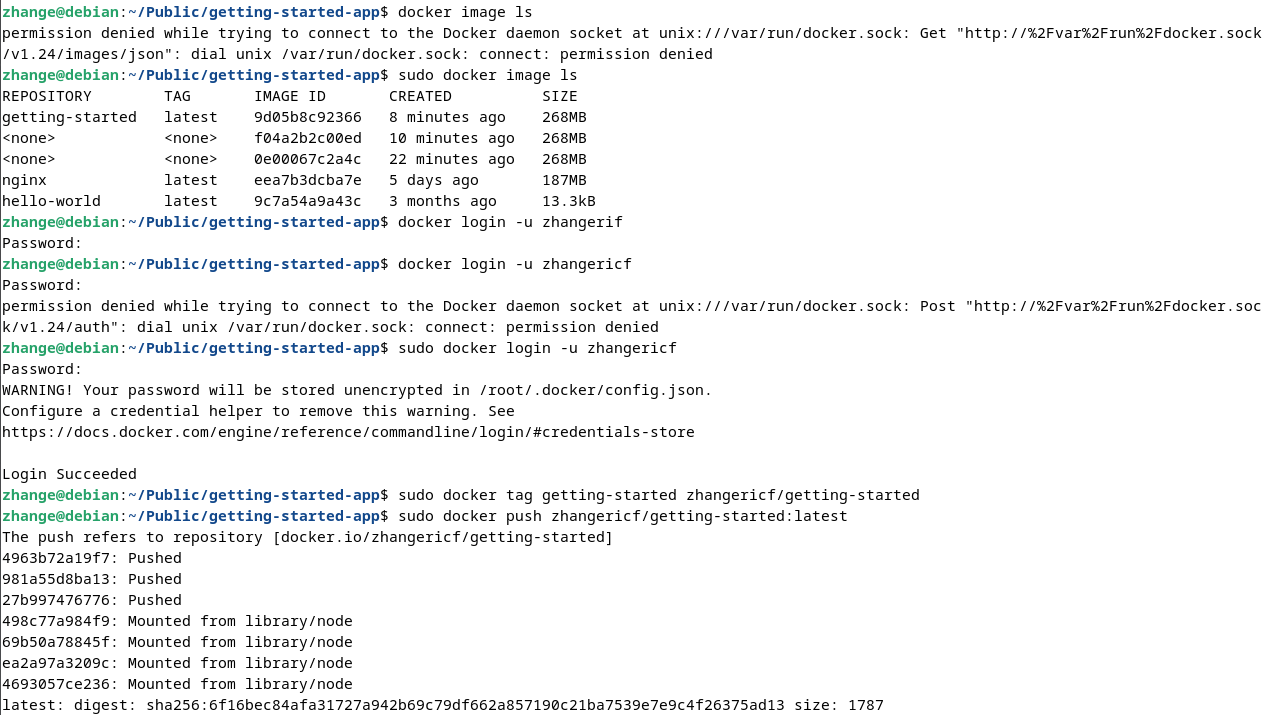 zhange@debian:~/Public/getting-started-app$ docker image ls
permission denied while trying to connect to the Docker daemon socket at unix:///var/run/docker.sock: Get "http://%2Fvar%2Frun%2Fdocker.sock
/v1.24/images/json": dial unix /var/run/docker.sock: connect: permission denied
zhange@debian:~/Public/getting-started-app$ sudo docker image ls
REPOSITORY        TAG       IMAGE ID       CREATED          SIZE
getting-started   latest    9d05b8c92366   8 minutes ago    268MB
<none>            <none>    f04a2b2c00ed   10 minutes ago   268MB
<none>            <none>    0e00067c2a4c   22 minutes ago   268MB
nginx             latest    eea7b3dcba7e   5 days ago       187MB
hello-world       latest    9c7a54a9a43c   3 months ago     13.3kB
zhange@debian:~/Public/getting-started-app$ docker login -u zhangerif
Password:
zhange@debian:~/Public/getting-started-app$ docker login -u zhangericf
Password:
permission denied while trying to connect to the Docker daemon socket at unix:///var/run/docker.sock: Post "http://%2Fvar%2Frun%2Fdocker.soc
k/v1.24/auth": dial unix /var/run/docker.sock: connect: permission denied
zhange@debian:~/Public/getting-started-app$ sudo docker login -u zhangericf
Password:
WARNING! Your password will be stored unencrypted in /root/.docker/config.json.
Configure a credential helper to remove this warning. See
https://docs.docker.com/engine/reference/commandline/login/#credentials-store

Login Succeeded
zhange@debian:~/Public/getting-started-app$ sudo docker tag getting-started zhangericf/getting-started
zhange@debian:~/Public/getting-started-app$ sudo docker push zhangericf/getting-started:latest
The push refers to repository [docker.io/zhangericf/getting-started]
4963b72a19f7: Pushed
981a55d8ba13: Pushed
27b997476776: Pushed
498c77a984f9: Mounted from library/node
69b50a78845f: Mounted from library/node
ea2a97a3209c: Mounted from library/node
4693057ce236: Mounted from library/node
latest: digest: sha256:6f16bec84afa31727a942b69c79df662a857190c21ba7539e7e9c4f26375ad13 size: 1787